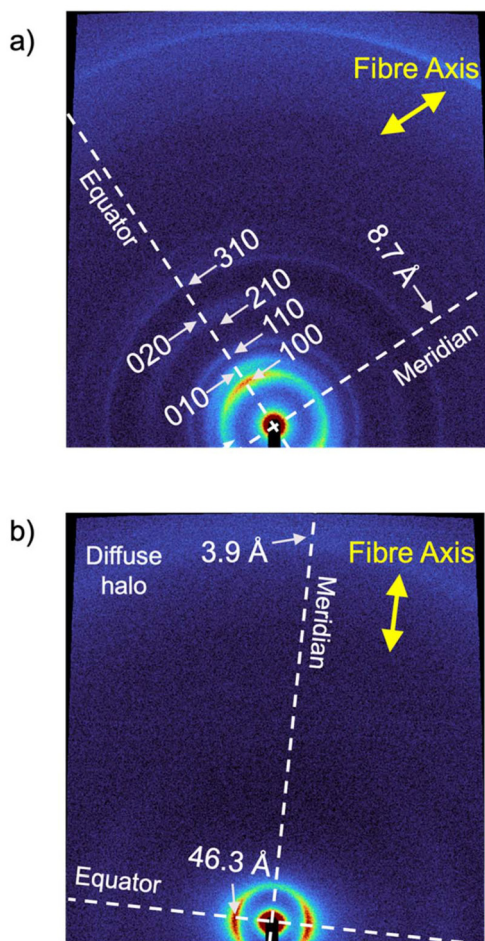 a)
Fibre Axis
Equator
310
210
110
100
020
010
8.7 Å
Meridian
b)
Diffuse
halo
3.9 Å
Fibre Axis
Meridian
46.3 Å
Equator